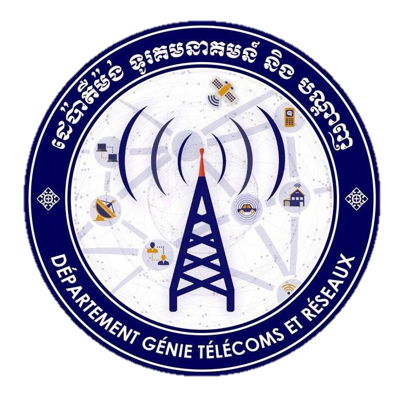 ដេប៉ាតឺម៉ង់ ទូរគមនាគមន៍ និង បណ្តាញ
DÉPARTEMENT GÉNIE TÉLÉCOMS ET RÉSEAUX